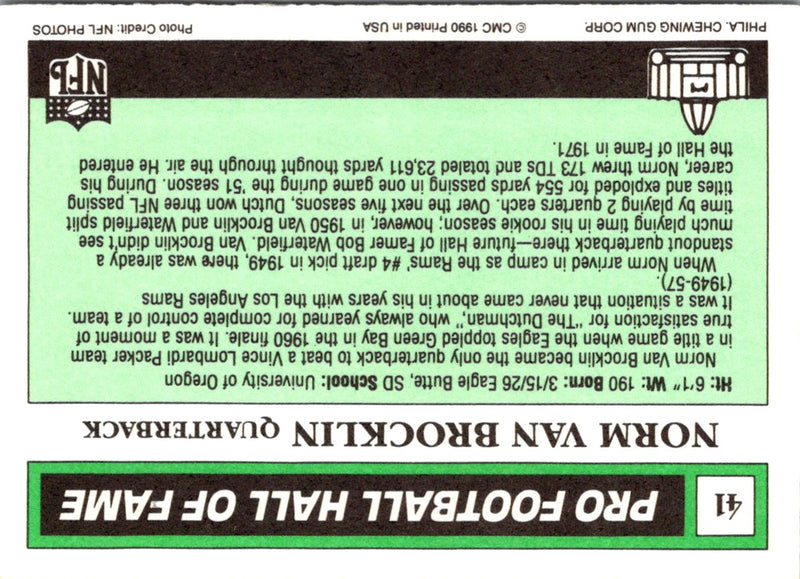 41
PRO FOOTBALL HALL OF FAME
NORM VAN BROCKLIN QUARTERBACK
Ht: 6'1" Wt: 190 Born: 3/15/26 Eagle Butte, SD School: University of Oregon
Norm Van Brocklin became the only quarterback to beat a Vince Lombardi Packer team
in a title game when the Eagles toppled Green Bay in the 1960 finale. It was a moment of
true satisfaction for "The Dutchman," who always yearned for complete control of a team.
It was a situation that never came about in his years with the Los Angeles Rams
(1949-57).
When Norm arrived in camp as the Rams' #4 draft pick in 1949, there was already a
standout quarterback there—future Hall of Famer Bob Waterfield. Van Brocklin didn't see
much playing time in his rookie season; however, in 1950 Van Brocklin and Waterfield split
time by playing 2 quarters each. Over the next five seasons, Dutch won three NFL passing
titles and exploded for 554 yards passing in one game during the '51 season. During his
career, Norm threw 173 TDs and totaled 23,611 yards thought through the air. He entered
the Hall of Fame in 1971.
NFL
PHILA. CHEWING GUM CORP. © CMC 1990 Printed in USA Photo Credit: NFL PHOTOS